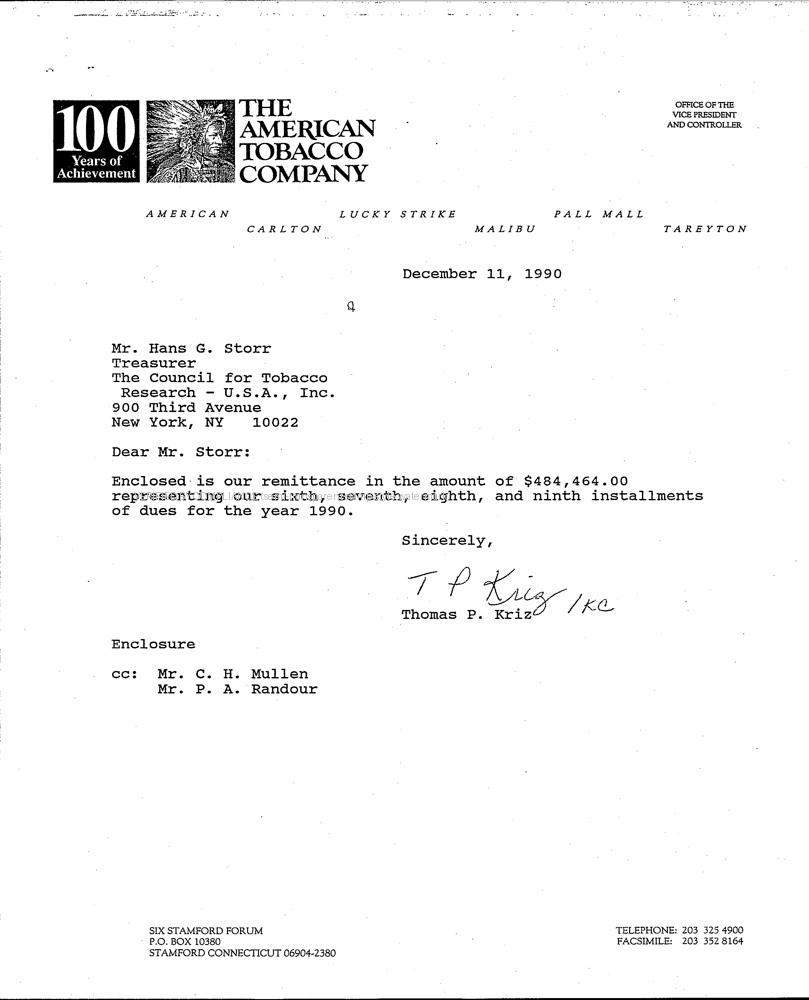 100
Years of
Achievement
THE
AMERICAN
TOBACCO
COMPANY
OFFICE OF THE
VICE PRESIDENT
AND CONTROLLER
AMERICAN LUCKY STRIKE PALL MALL
CARLTON MALIBU TAREYTON
December 11, 1990
Mr. Hans G. Storr
Treasurer
The Council for Tobacco
Research - U.S.A., Inc.
900 Third Avenue
New York, NY 10022
Dear Mr. Storr:
Enclosed is our remittance in the amount of $484,464.00
representing our sixth, seventh, eighth, and ninth installments
of dues for the year 1990.
Sincerely,
T P Kriz /KC
Thomas P. Kriz
Enclosure
cc: Mr. C. H. Mullen
Mr. P. A. Randour
SIX STAMFORD FORUM
P.O. BOX 10380
STAMFORD CONNECTICUT 06904-2380
TELEPHONE: 203 325 4900
FACSIMILE: 203 352 8164